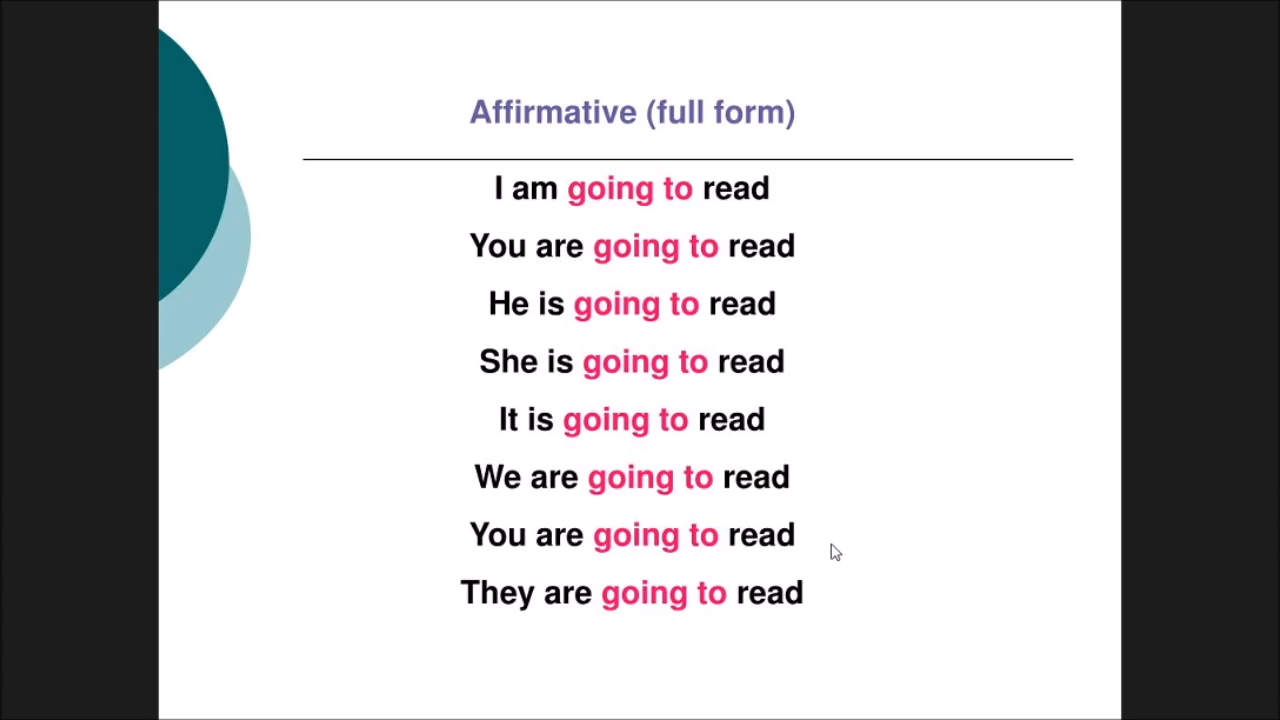 Affirmative (full form)
I am going to read
You are going to read
He is going to read
She is going to read
It is going to read
We are going to read
You are going to read
They are going to read